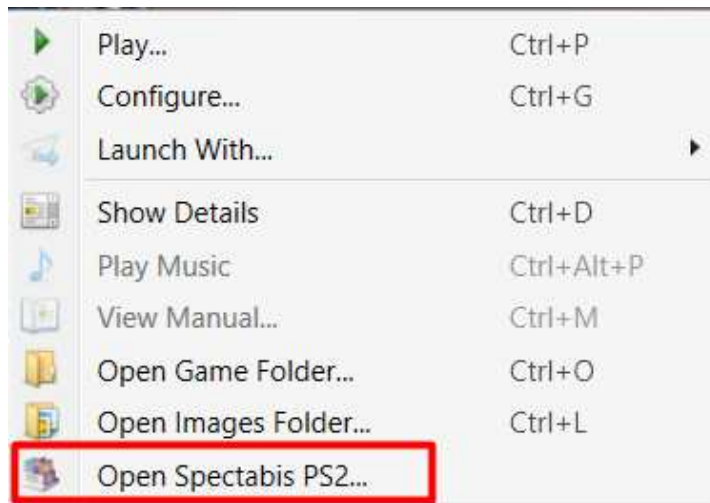 Play... Ctrl+P
Configure... Ctrl+G
Launch With...
Show Details Ctrl+D
Play Music Ctrl+Alt+P
View Manual... Ctrl+M
Open Game Folder... Ctrl+O
Open Images Folder... Ctrl+L
Open Spectabis PS2...